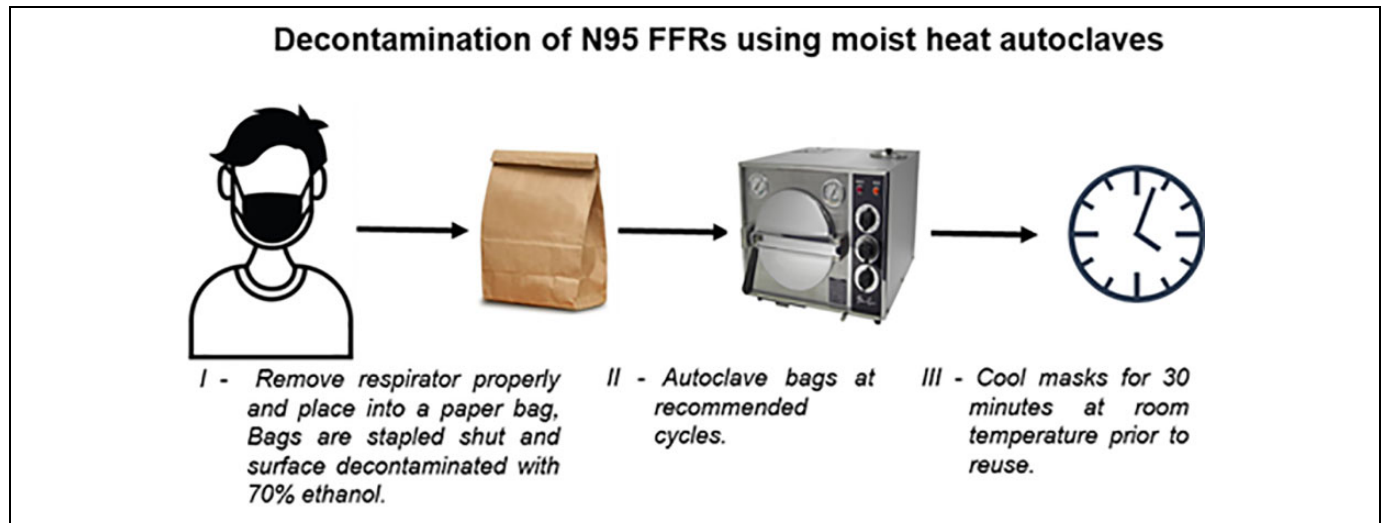 Decontamination of N95 FFRs using moist heat autoclaves
I - Remove respirator properly
and place into a paper bag,
Bags are stapled shut and
surface decontaminated with
70% ethanol.
II - Autoclave bags at
recommended
cycles.
III - Cool masks for 30
minutes at room
temperature prior to
reuse.